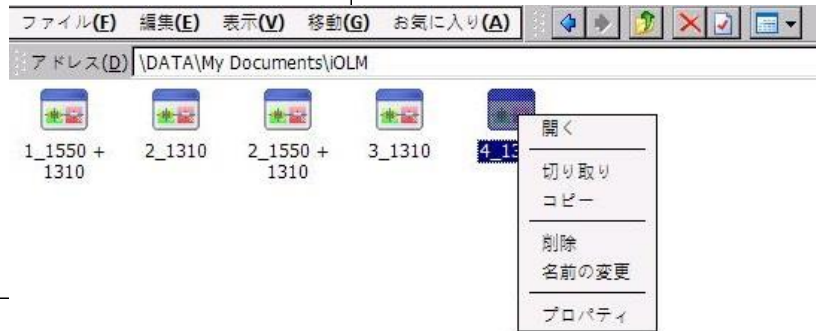 ファイル(F) 編集(E) 表示(V) 移動(G) お気に入り(A)
アドレス(D) \DATA\My Documents\iOLM
1_1550 +
1310
2_1310
2_1550 +
1310
3_1310
開く
切り取り
コピー
削除
名前の変更
プロパティ